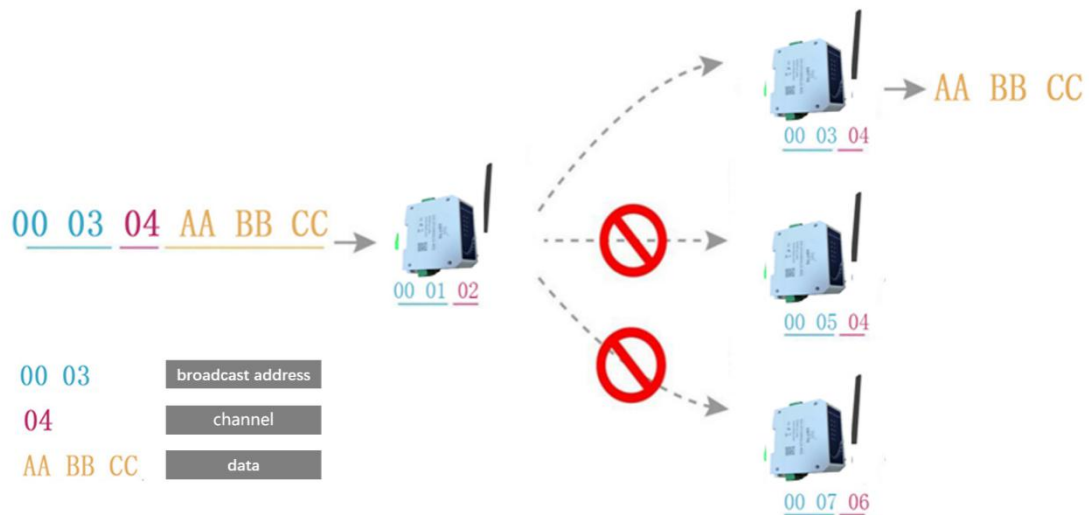 AA BB CC
00 03 04
00 03 04 AA BB CC
00 01 02
00 05 04
00 03 broadcast address
04 channel
AA BB CC data
00 07 06